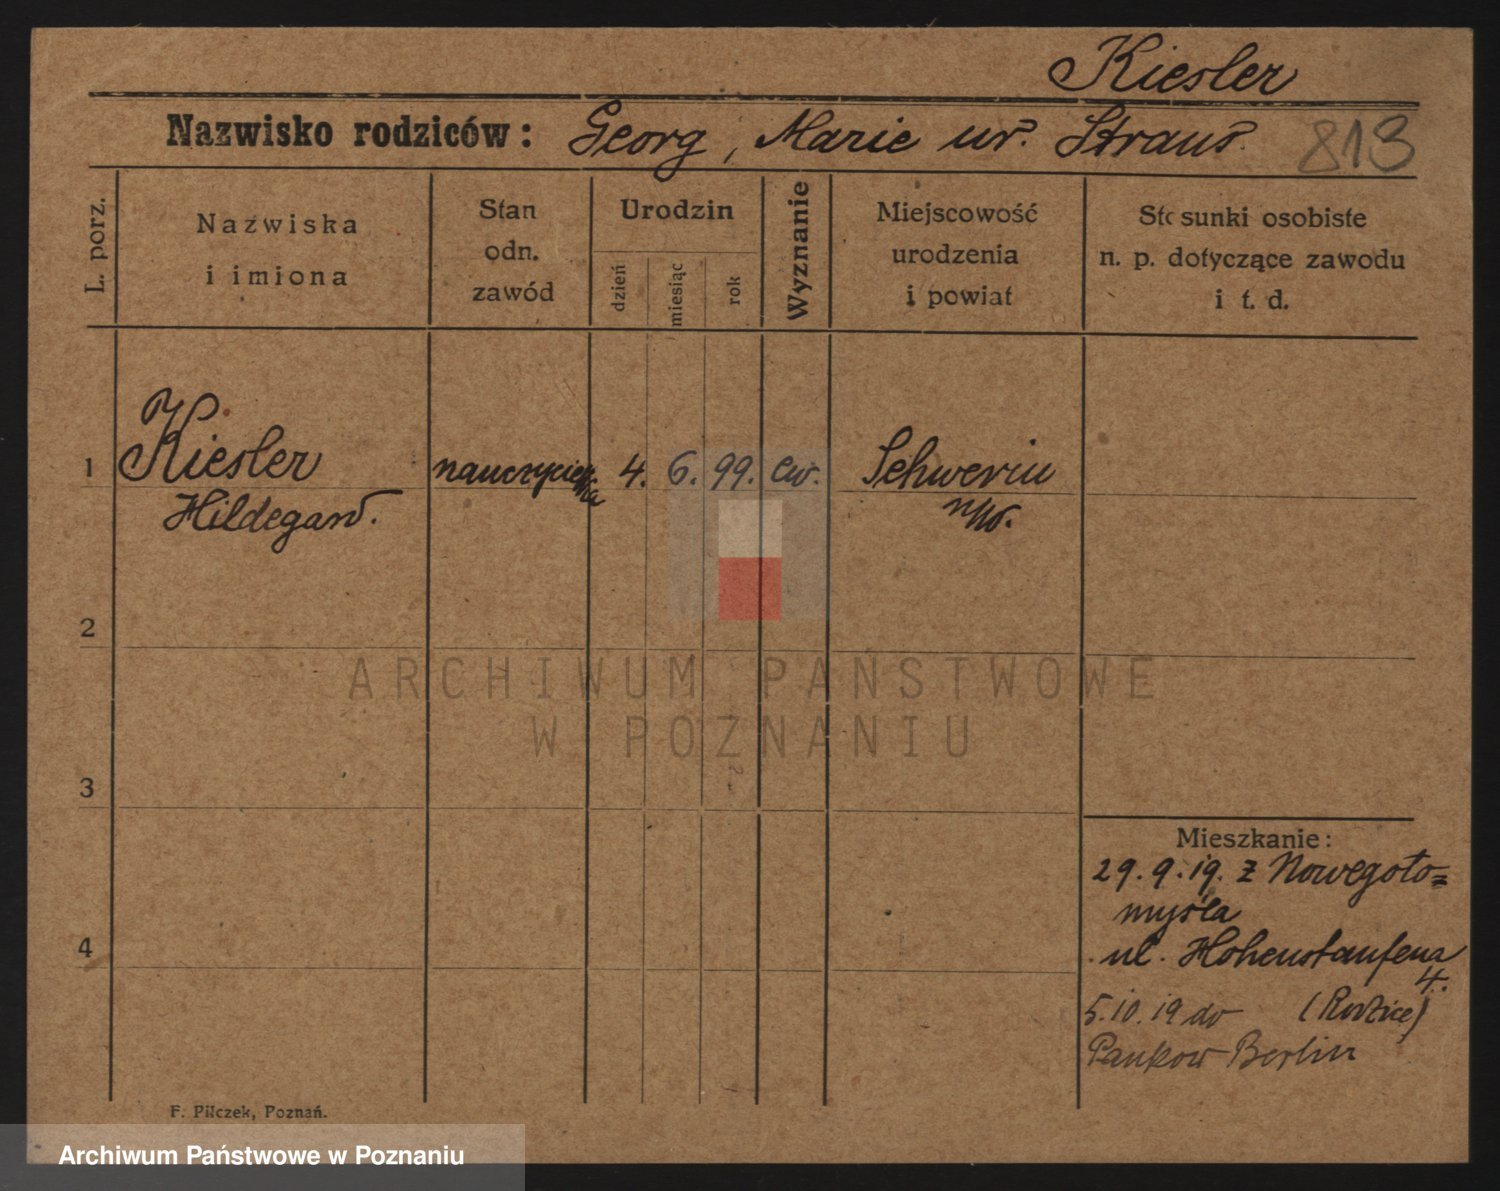 Kiesler
Nazwisko rodziców: Georg, Marie ur. Straus. 813
L. porz.
Nazwiska
i imiona
Stan
odn.
zawód
Urodzin
dzień
miesiąc
rok
Wyznanie
Miejscowość
urodzenia
i powiat
Stosunki osobiste
n. p. dotyczące zawodu
i t. d.
1 Kiesler nauczycielka 4. 6. 99. ew. Schwerin
Hildegard. n/W.
2
3
4
Mieszkanie:
29.9.19. z Nowegoto=
myśla
ul. Hohenstaufena
4.
5.10.19 do (Rodzice)
Pankow Berlin
F. Pilczek, Poznań.
ARCHIWUM PAŃSTWOWE
W POZNANIU
Archiwum Państwowe w Poznaniu